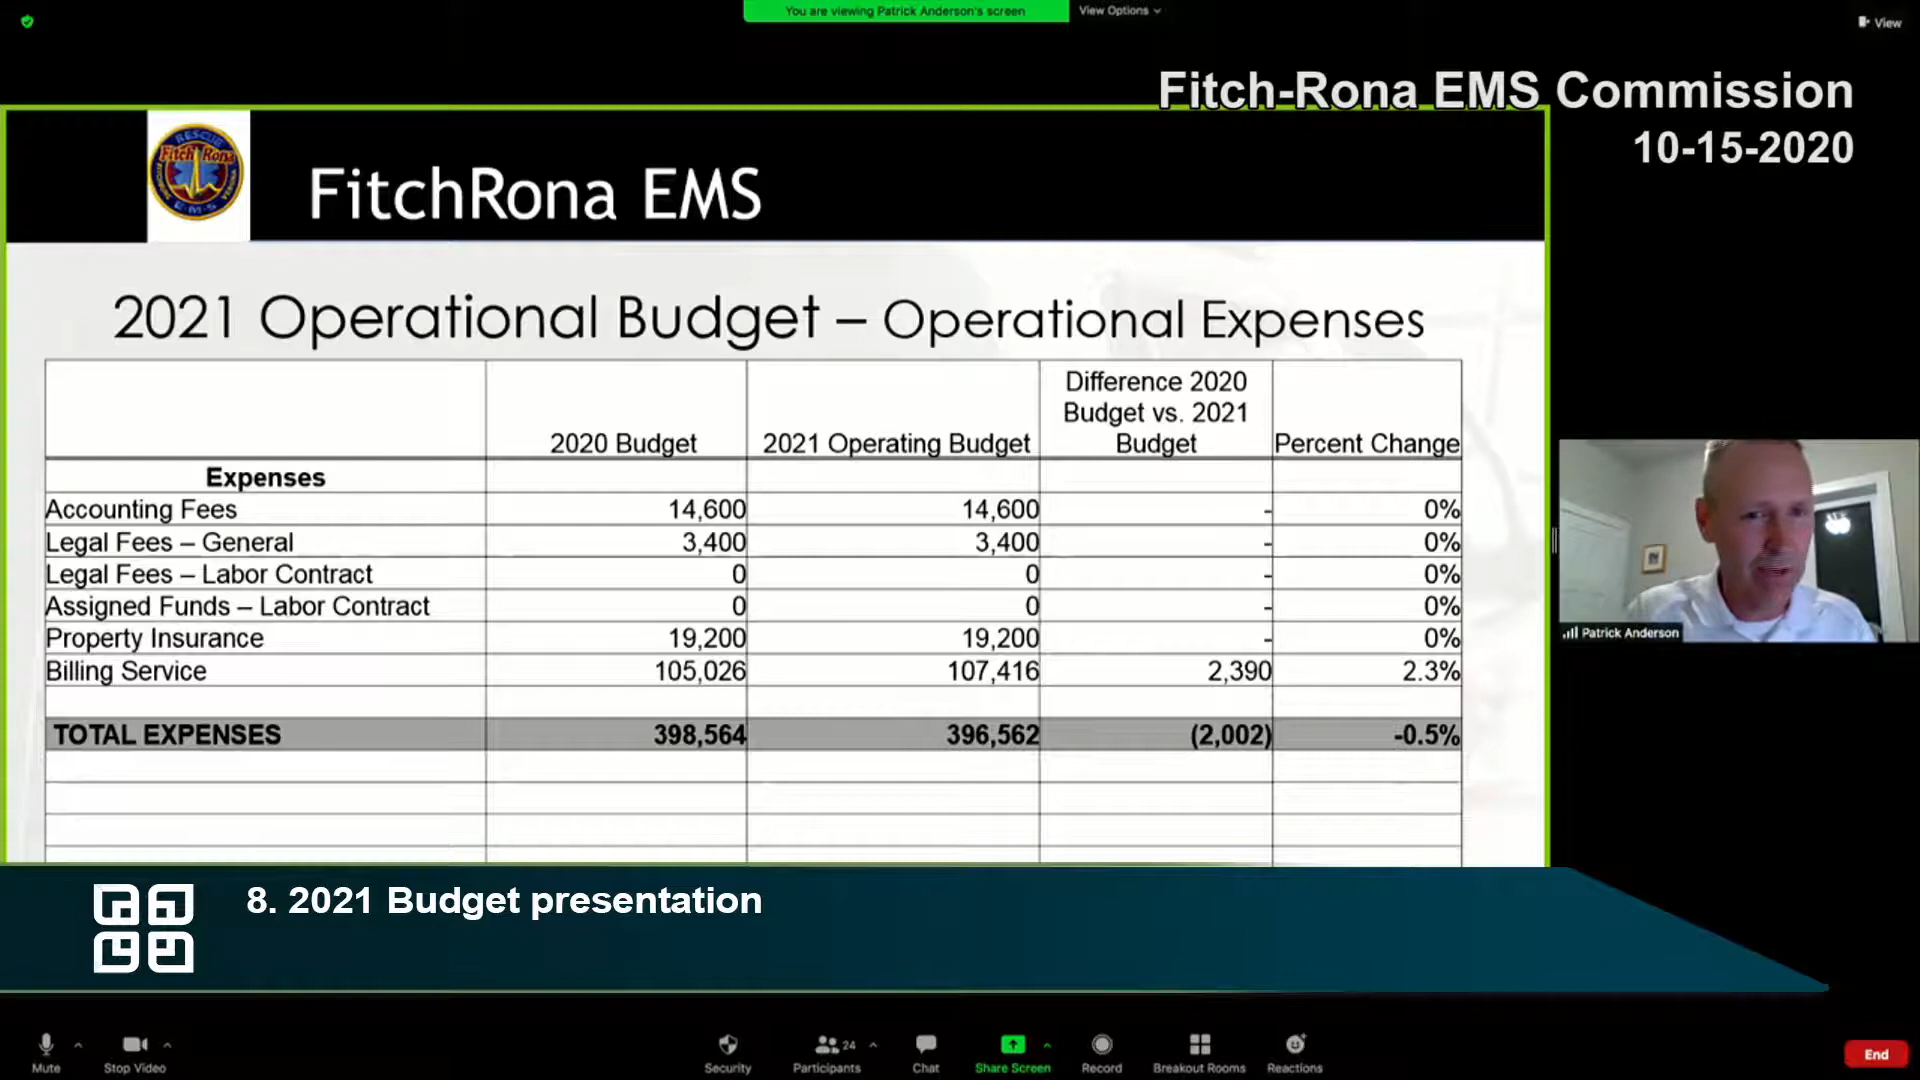 You are viewing Patrick Anderson's screen
View Options
View
Fitch-Rona EMS Commission
10-15-2020
RESCUE
Fitch Rona
E·M·S
FitchRona EMS
2021 Operational Budget – Operational Expenses
2020 Budget 2021 Operating Budget Difference 2020 Budget vs. 2021 Budget Percent Change
Expenses
Accounting Fees 14,600 14,600 - 0%
Legal Fees – General 3,400 3,400 - 0%
Legal Fees – Labor Contract 0 0 - 0%
Assigned Funds – Labor Contract 0 0 - 0%
Property Insurance 19,200 19,200 - 0%
Billing Service 105,026 107,416 2,390 2.3%
TOTAL EXPENSES 398,564 396,562 (2,002) -0.5%
Patrick Anderson
8. 2021 Budget presentation
Mute
Stop Video
Security
24
Participants
Chat
Share Screen
Record
Breakout Rooms
Reactions
End